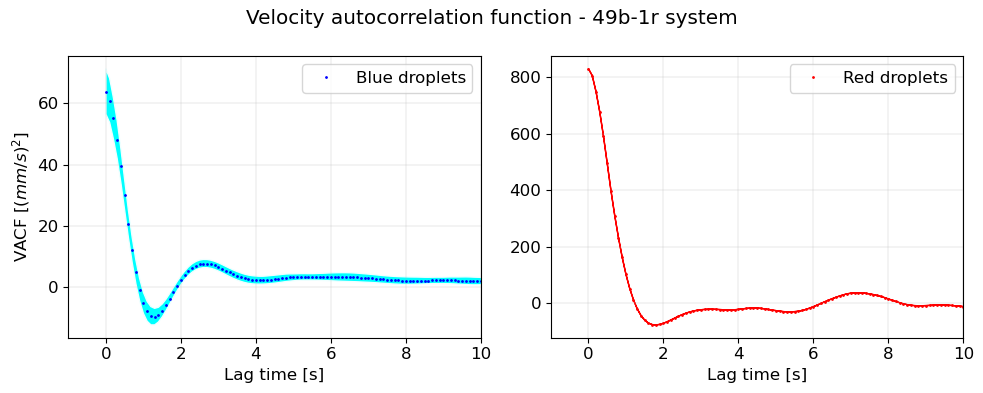 Velocity autocorrelation function - 49b-1r system
VACF [(mm/s)²]
60
40
20
0
Blue droplets
0 2 4 6 8 10
Lag time [s]
800
600
400
200
0
Red droplets
0 2 4 6 8 10
Lag time [s]